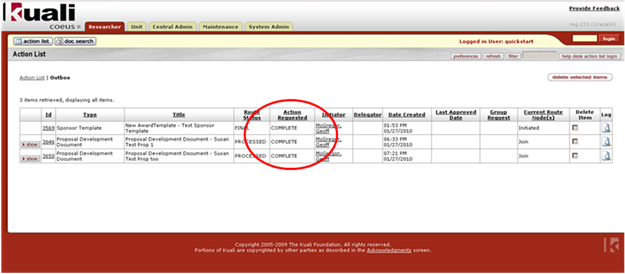 Kuali
coeus
Provide Feedback
Researcher Unit Central Admin Maintenance System Admin
action list doc search
Logged in User: quickstart
login
Action List
preferences refresh filter help desk action list login
Action List | Outbox
delete selected items
3 items retrieved, displaying all items.
Id Type Title Route Status Action Requested Initiator Delegator Date Created Last Approved Date Group Request Current Route Node(s) Delete Item Log
3569 Sponsor Template New AwardTemplate - Test Sponsor Template FINAL COMPLETE McGregor, Geoff 01:53 PM 01/27/2010 Initiated
show 3646 Proposal Development Document Proposal Development Document - Susan Test Prop 1 PROCESSED COMPLETE McGregor, Geoff 06:33 PM 01/27/2010 Join
show 3650 Proposal Development Document Proposal Development Document - Susan Test Prop too PROCESSED COMPLETE McGregor, Geoff 07:21 PM 01/27/2010 Join
Copyright 2005-2009 The Kuali Foundation. All rights reserved.
Portions of Kuali are copyrighted by other parties as described in the Acknowledgments screen.